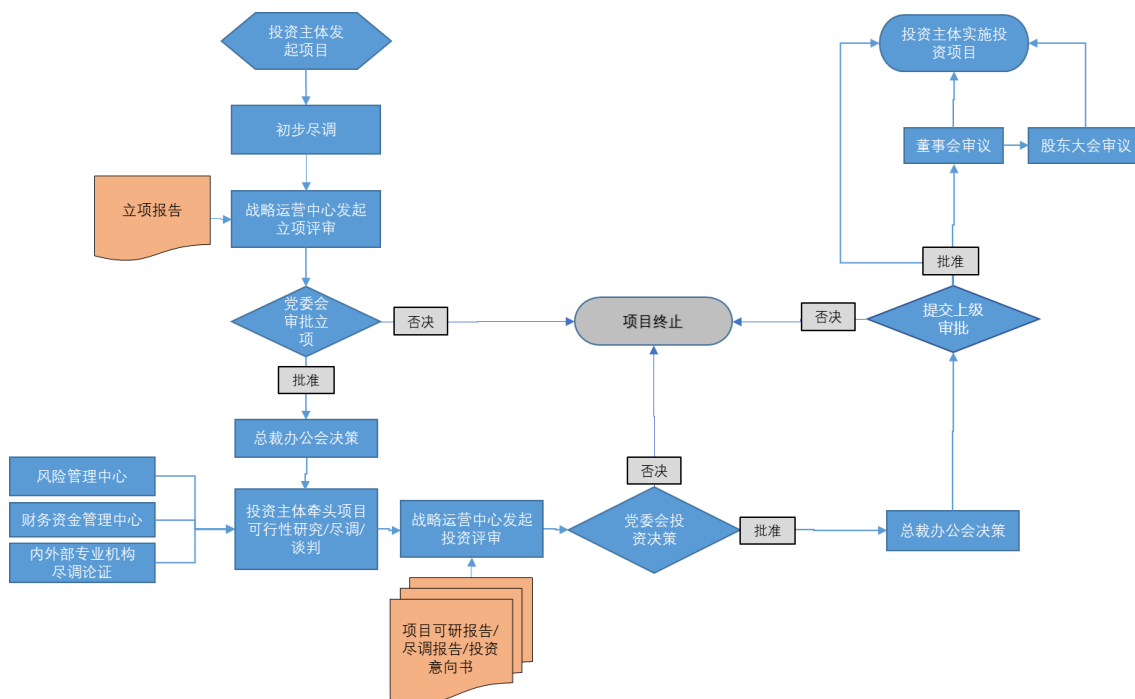 投资主体发
起项目
初步尽调
立项报告
战略运营中心发起
立项评审
党委会
审批立
项
否决
批准
总裁办公会决策
风险管理中心
财务资金管理中心
内外部专业机构
尽调论证
投资主体牵头项目
可行性研究/尽调/
谈判
战略运营中心发起
投资评审
项目可研报告/
尽调报告/投资
意向书
党委会投
资决策
否决
批准
项目终止
总裁办公会决策
提交上级
审批
否决
批准
董事会审议
股东大会审议
投资主体实施投
资项目